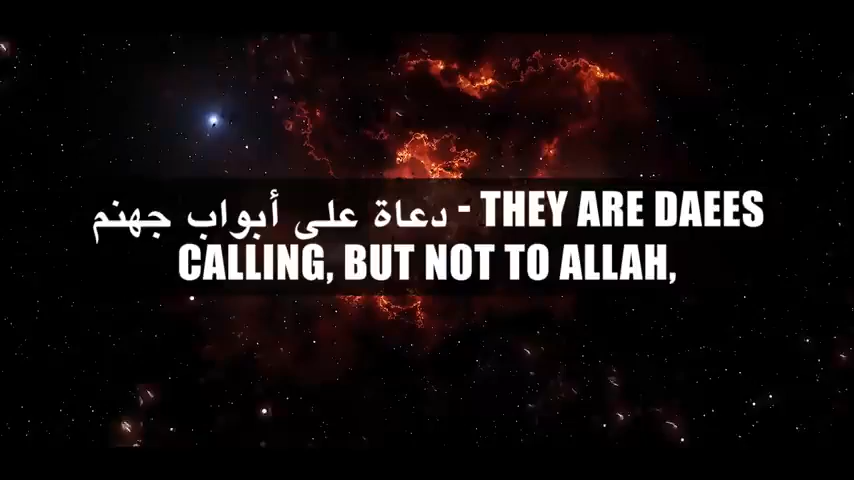 دعاة على أبواب جهنم - THEY ARE DAEES
CALLING, BUT NOT TO ALLAH,